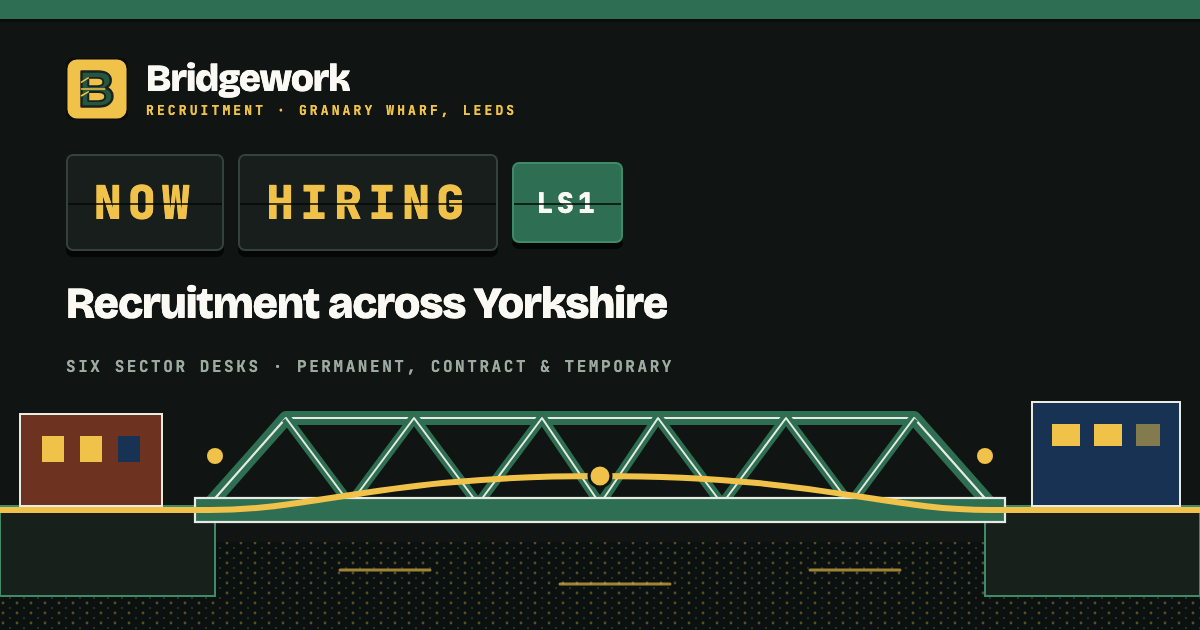 B
Bridgework
RECRUITMENT · GRANARY WHARF, LEEDS
NOW HIRING LS1
Recruitment across Yorkshire
SIX SECTOR DESKS · PERMANENT, CONTRACT & TEMPORARY